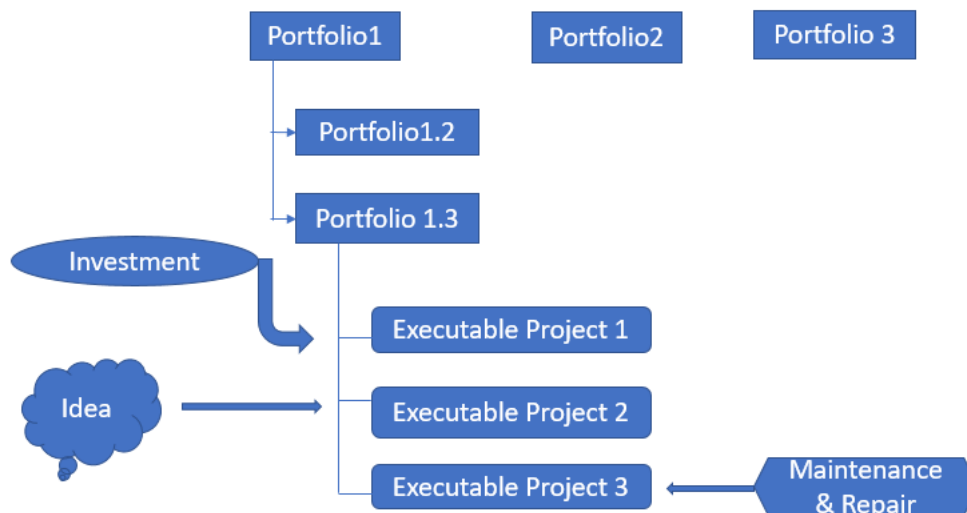 Portfolio1
Portfolio2
Portfolio 3
Portfolio1.2
Portfolio 1.3
Investment
Executable Project 1
Idea
Executable Project 2
Executable Project 3
Maintenance
& Repair